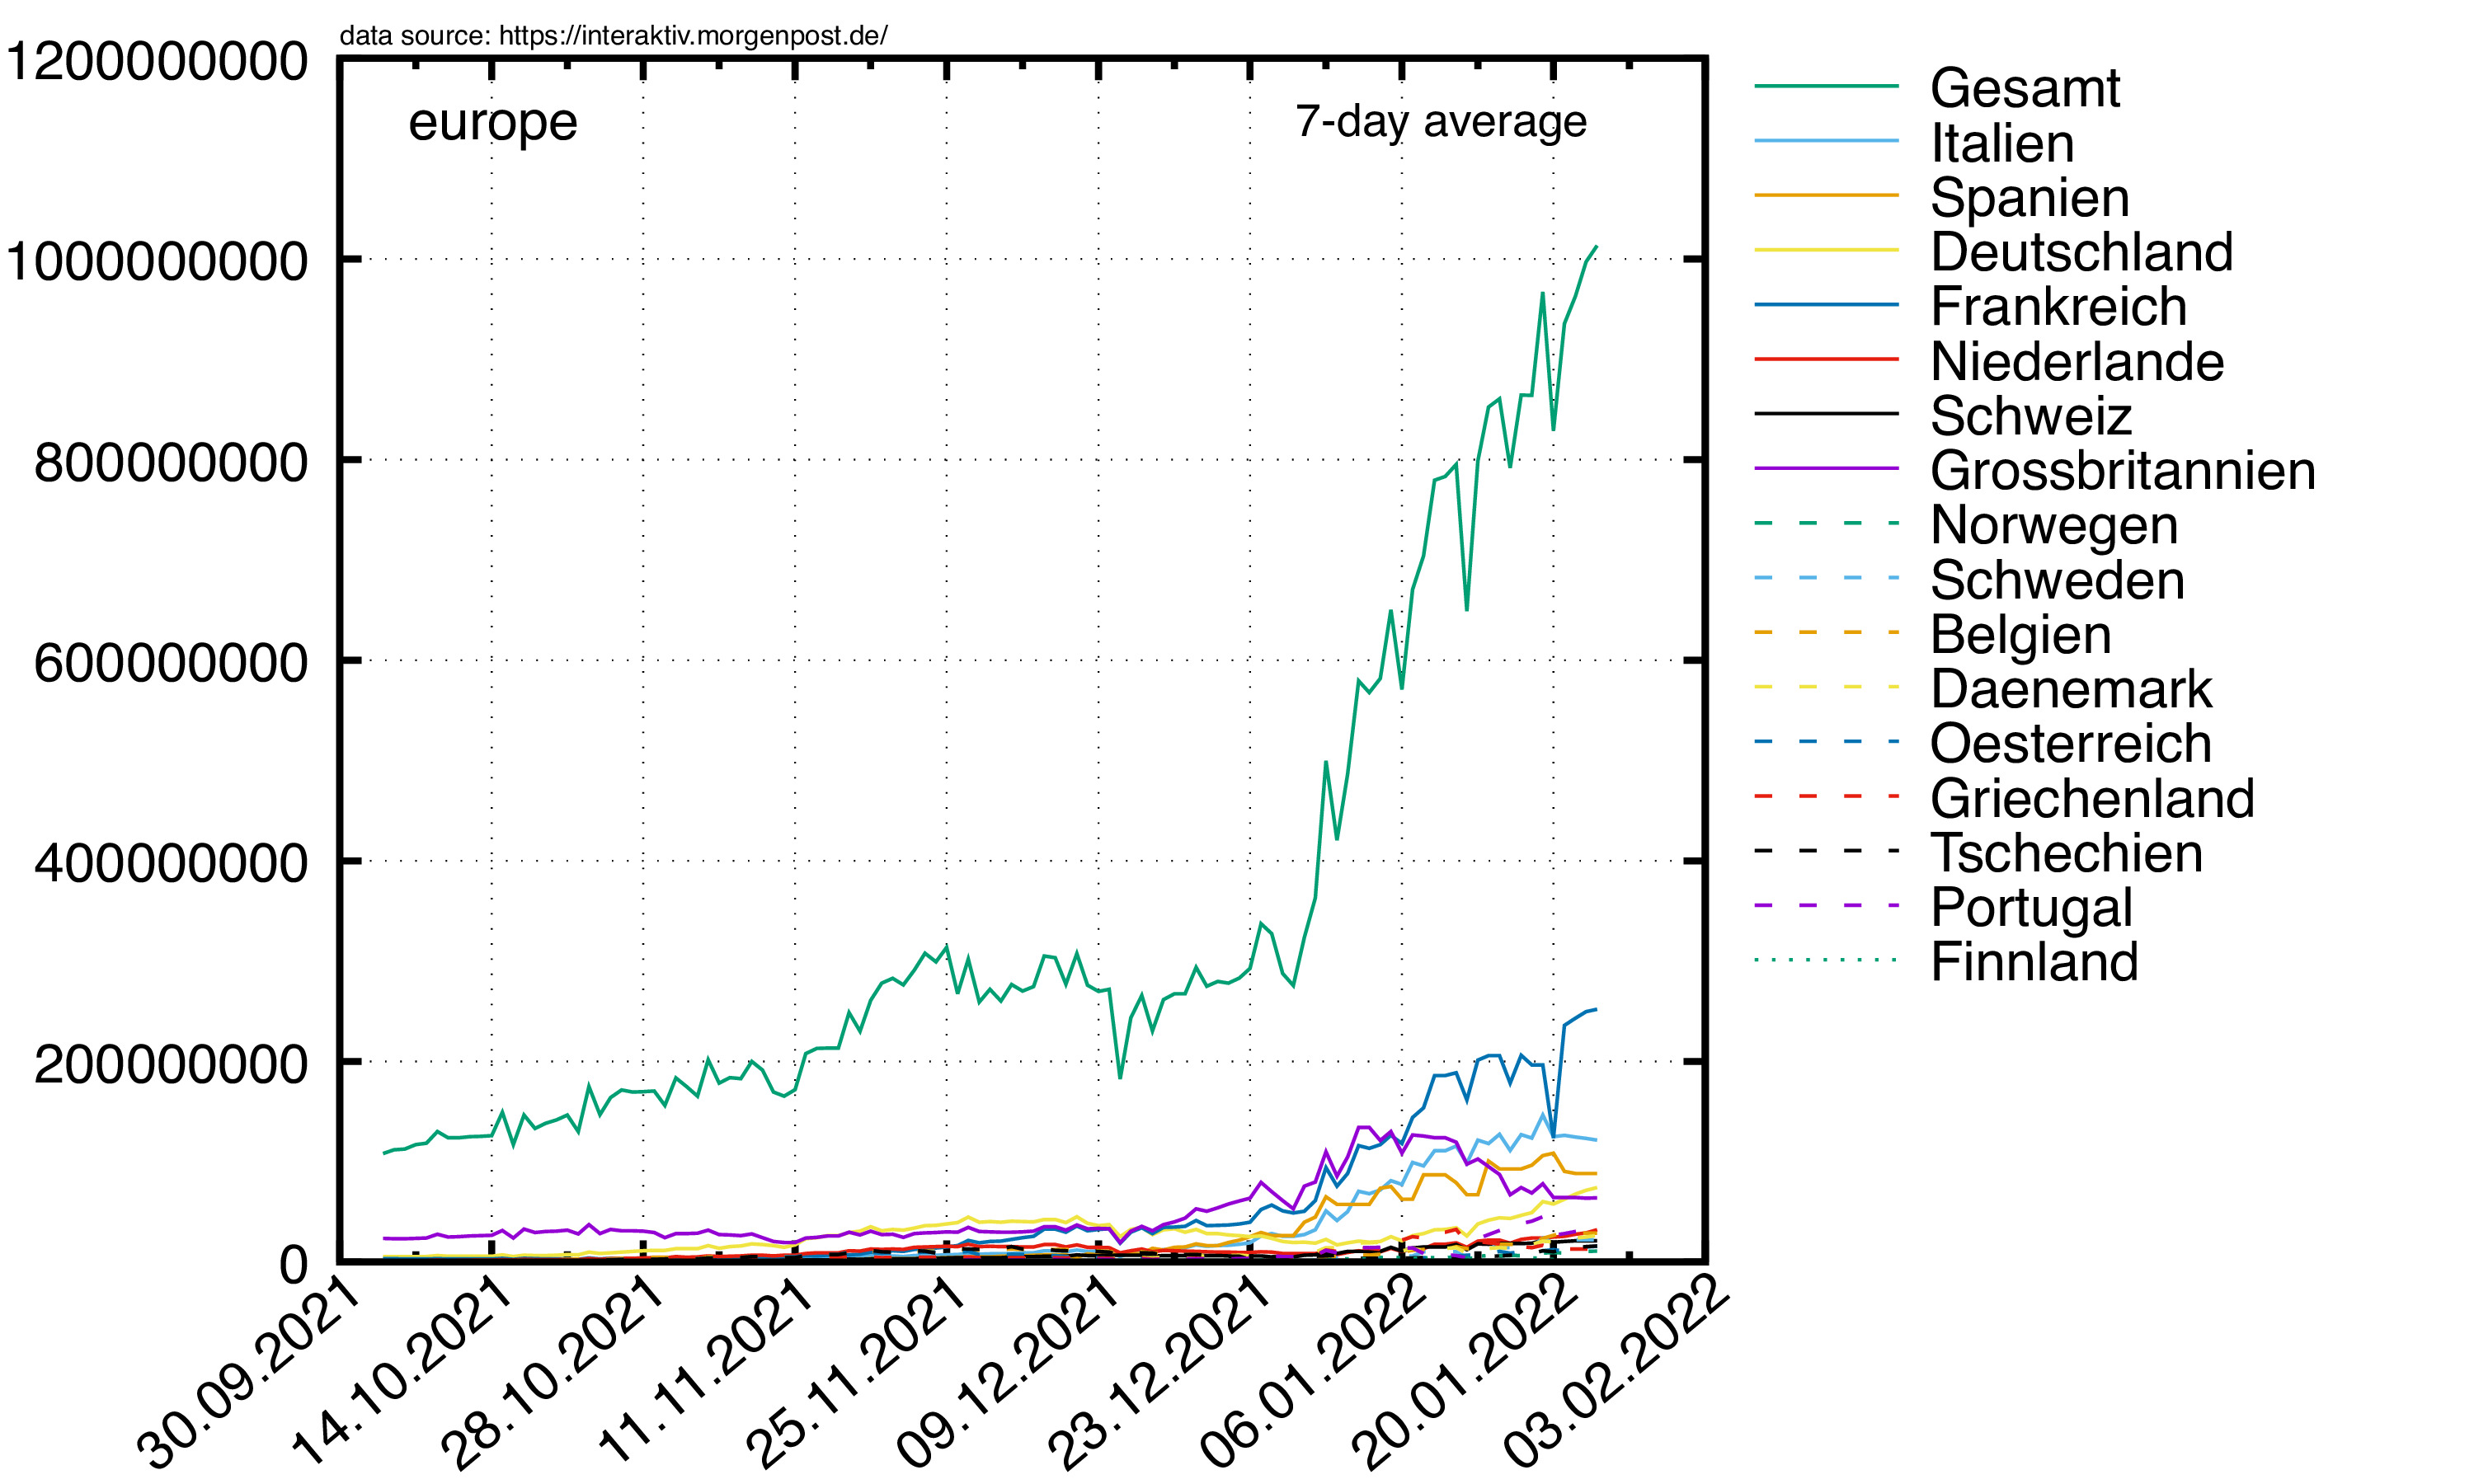 data source: https://interaktiv.morgenpost.de/
europe
7-day average
1200000000
1000000000
800000000
600000000
400000000
200000000
0
30.09.2021
14.10.2021
28.10.2021
11.11.2021
25.11.2021
09.12.2021
23.12.2021
06.01.2022
20.01.2022
03.02.2022
Gesamt
Italien
Spanien
Deutschland
Frankreich
Niederlande
Schweiz
Grossbritannien
Norwegen
Schweden
Belgien
Daenemark
Oesterreich
Griechenland
Tschechien
Portugal
Finnland